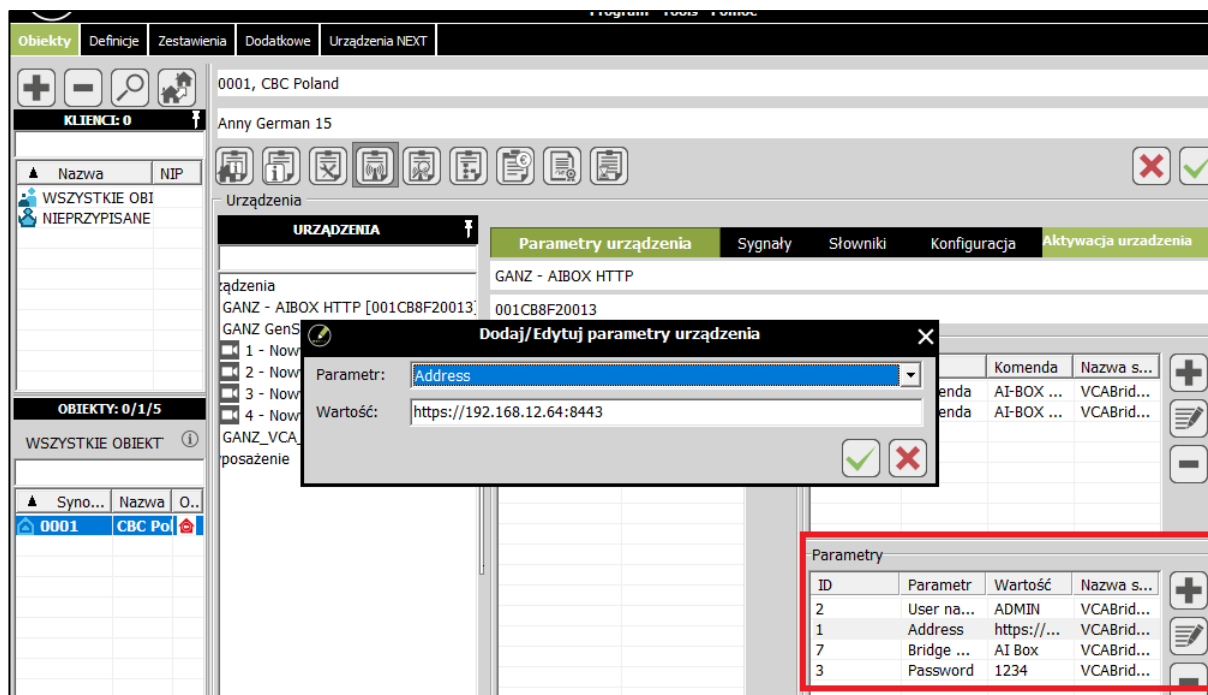 Program Tools Pomoc
Obiekty Definicje Zestawienia Dodatkowe Urządzenia NEXT
0001, CBC Poland
KLIENCI: 0
Anny German 15
Nazwa NIP
WSZYSTKIE OBI
NIEPRZYPISANE
Urządzenia
URZĄDZENIA
Parametry urządzenia Sygnały Słowniki Konfiguracja Aktywacja urzadzenia
GANZ - AIBOX HTTP
ządzenia
GANZ - AIBOX HTTP [001CB8F20013]
001CB8F20013
GANZ GenS
Dodaj/Edytuj parametry urządzenia
1 - Now
2 - Now
3 - Now
4 - Now
GANZ_VCA_
posażenie
Parametr: Address
Wartość: https://192.168.12.64:8443
Komenda Nazwa s...
enda AI-BOX ... VCABrid...
enda AI-BOX ... VCABrid...
OBIEKTY: 0/1/5
WSZYSTKIE OBIEKT
Syno... Nazwa O..
0001 CBC Pol
Parametry
ID Parametr Wartość Nazwa s...
2 User na... ADMIN VCABrid...
1 Address https://... VCABrid...
7 Bridge ... AI Box VCABrid...
3 Password 1234 VCABrid...